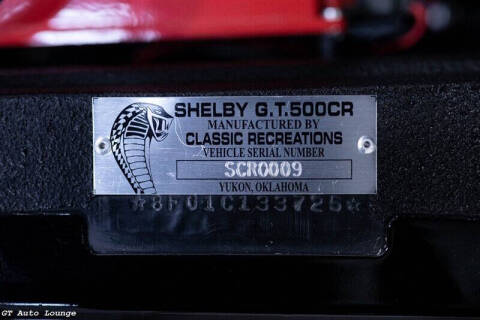 SHELBY G.T.500CR
MANUFACTURED BY
CLASSIC RECREATIONS
VEHICLE SERIAL NUMBER
SCR0009
YUKON, OKLAHOMA
*8F01C133725*
GT Auto Lounge